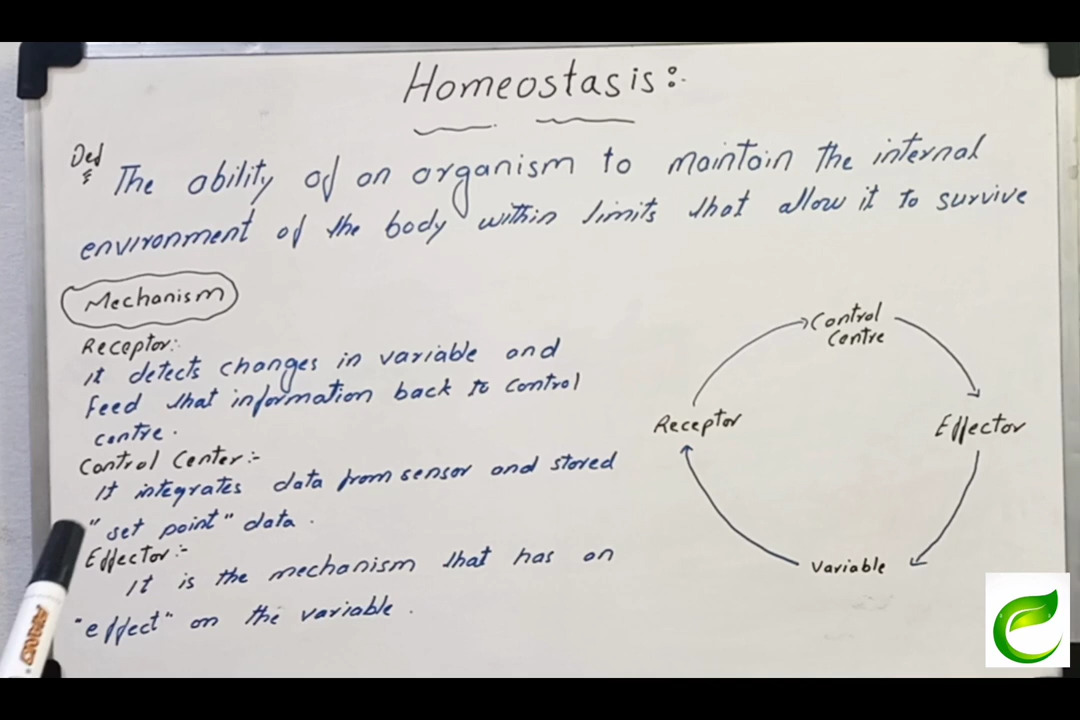 Homeostasis:-
Def
:
The ability of an organism to maintain the internal
environment of the body within limits that allow it to survive
Mechanism
Receptor:-
it detects changes in variable and
feed that information back to control
centre.
Control Center:-
It integrates data from sensor and stored
"set point" data.
Effector:-
It is the mechanism that has an
"effect" on the variable.
Control
Centre
Receptor
Effector
Variable